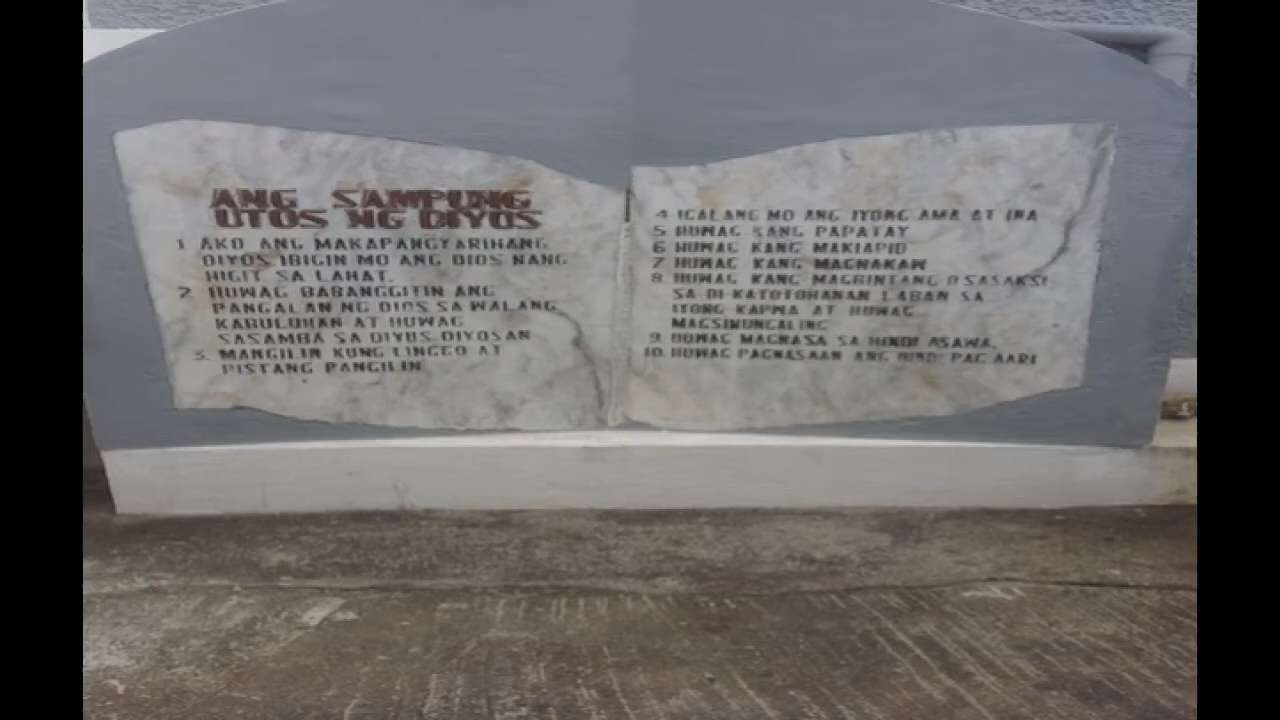 ANG SAMPUNG
UTOS NG DIYOS
1 AKO ANG MAKAPANGYARIHANG
DIYOS IBIGIN MO ANG DIOS NANG
HIGIT SA LAHAT.
2 HUWAG BABANGGITIN ANG
PANGALAN NG DIOS SA WALANG
KABULUHAN AT HUWAG
SASAMBA SA DIYUS DIYOSAN
3. MANGILIN KUNG LINGGO AT
PISTANG PANGILIN
4 IGALANG MO ANG IYONG AMA AT INA
5 HUWAG KANG PAPATAY
6 HUWAG KANG MAKIAPID
7 HUWAG KANG MAGNAKAW
8 HUWAG KANG MAGBINTANG O SASAKSI
SA DI KATOTOHANAN LABAN SA
IYONG KAPWA AT HUWAG
MAGSINUNGALING
9. HUWAG MAGNASA SA HINDI ASAWA.
10. HUWAG PAGNASAAN ANG HINDI PAG AARI